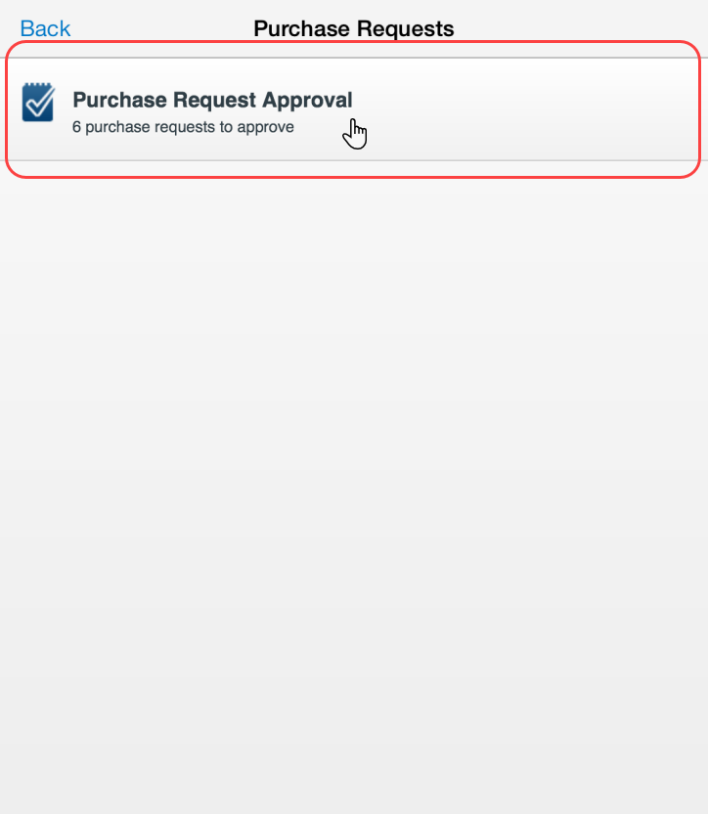 Back Purchase Requests
Purchase Request Approval
6 purchase requests to approve